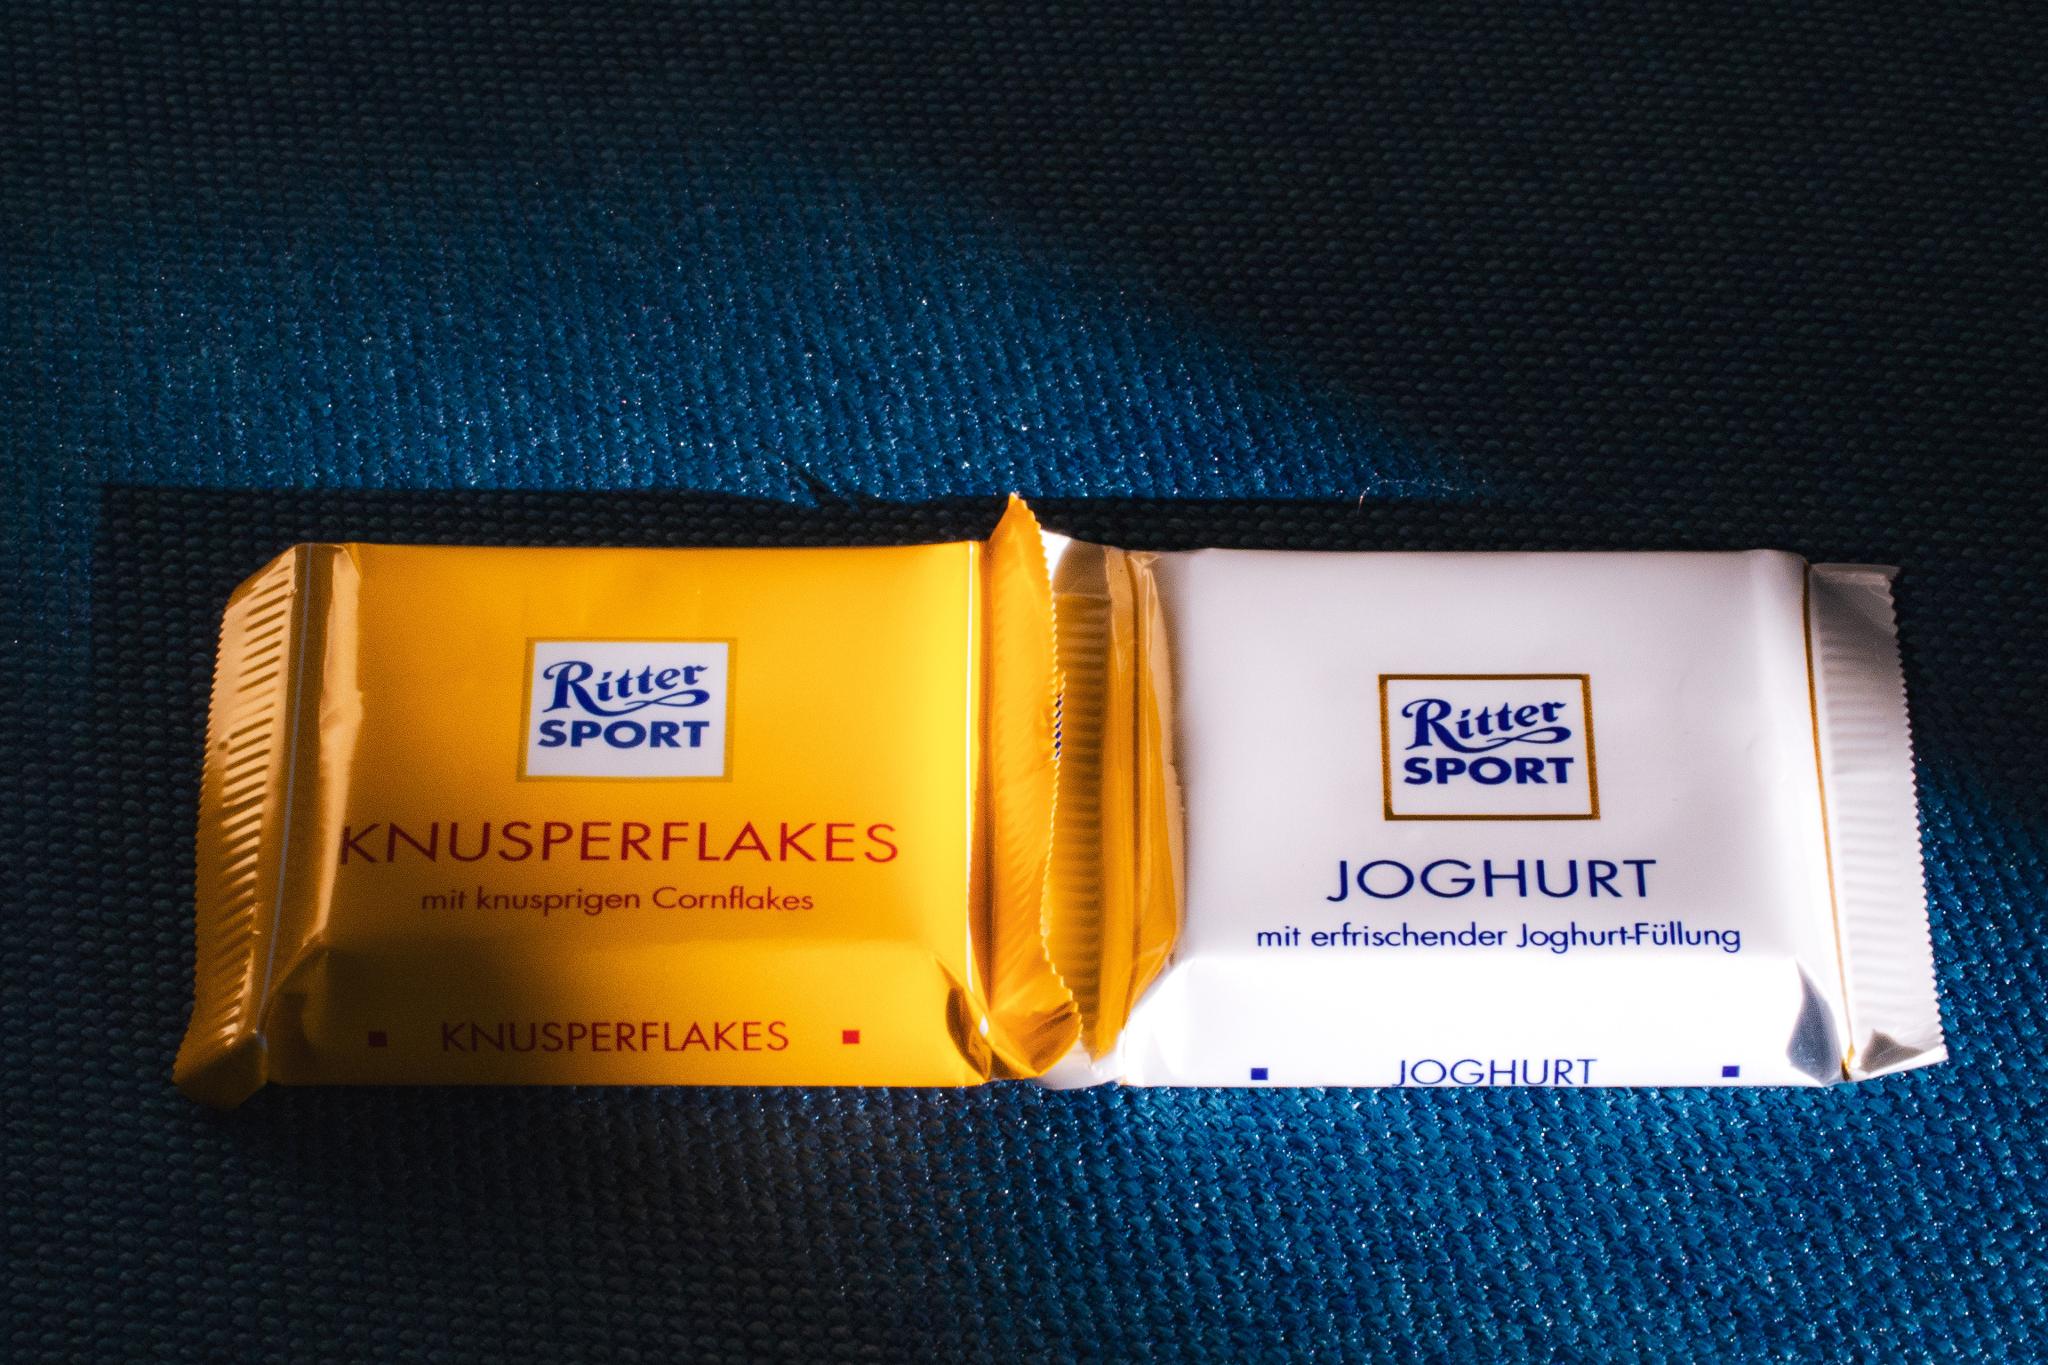 Ritter
SPORT
KNUSPERFLAKES
mit knusprigen Cornflakes
KNUSPERFLAKES
Ritter
SPORT
JOGHURT
mit erfrischender Joghurt-Füllung
JOGHURT